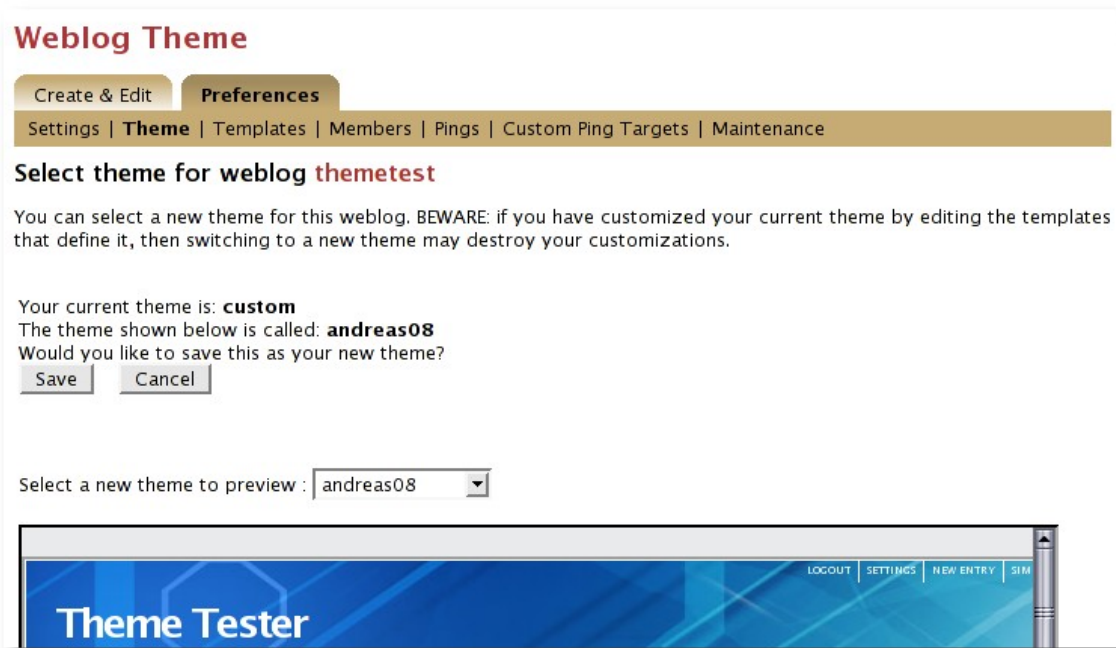 Weblog Theme
Create & Edit Preferences
Settings | Theme | Templates | Members | Pings | Custom Ping Targets | Maintenance
Select theme for weblog themetest
You can select a new theme for this weblog. BEWARE: if you have customized your current theme by editing the templates
that define it, then switching to a new theme may destroy your customizations.
Your current theme is: custom
The theme shown below is called: andreas08
Would you like to save this as your new theme?
Save Cancel
Select a new theme to preview : andreas08
LOGOUT SETTINGS NEW ENTRY SIM
Theme Tester